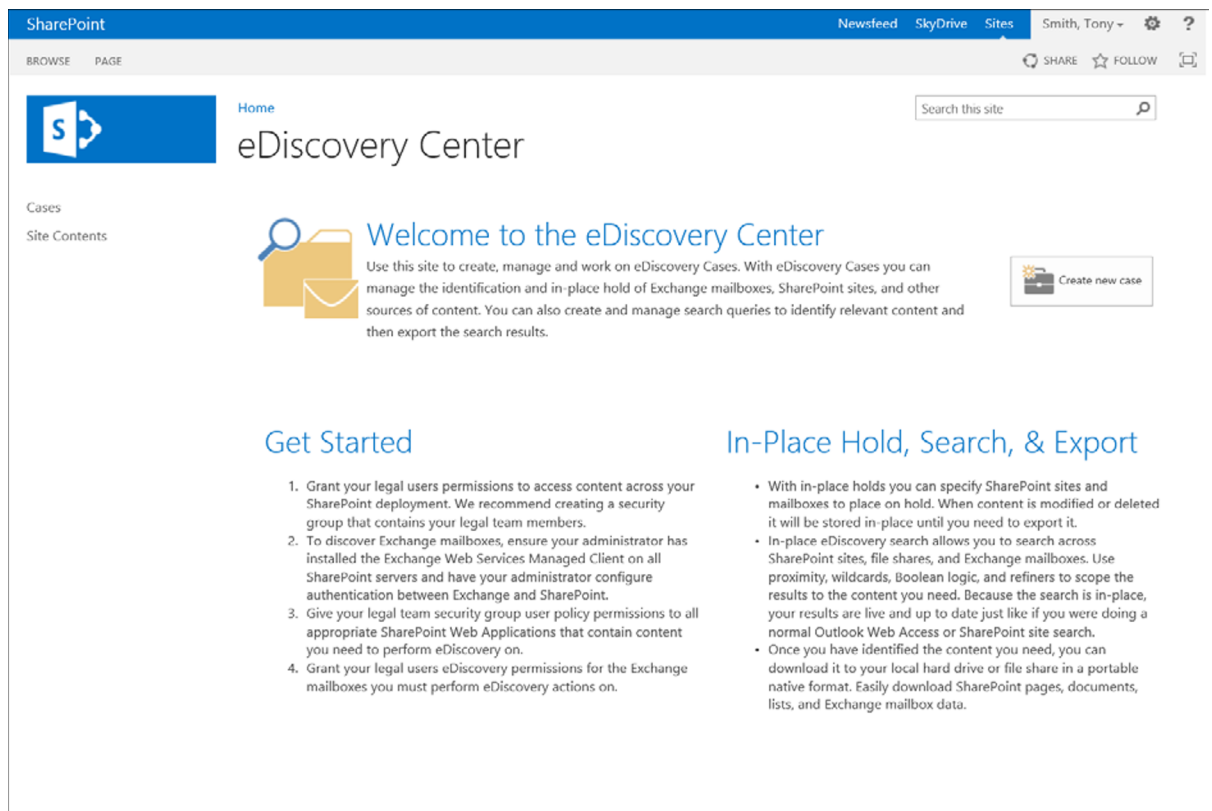 SharePoint
Newsfeed SkyDrive Sites Smith, Tony ?
BROWSE PAGE
SHARE FOLLOW
S
Home
Search this site
eDiscovery Center
Cases
Site Contents
Welcome to the eDiscovery Center
Use this site to create, manage and work on eDiscovery Cases. With eDiscovery Cases you can
manage the identification and in-place hold of Exchange mailboxes, SharePoint sites, and other
sources of content. You can also create and manage search queries to identify relevant content and
then export the search results.
Create new case
Get Started
1. Grant your legal users permissions to access content across your
SharePoint deployment. We recommend creating a security
group that contains your legal team members.
2. To discover Exchange mailboxes, ensure your administrator has
installed the Exchange Web Services Managed Client on all
SharePoint servers and have your administrator configure
authentication between Exchange and SharePoint.
3. Give your legal team security group user policy permissions to all
appropriate SharePoint Web Applications that contain content
you need to perform eDiscovery on.
4. Grant your legal users eDiscovery permissions for the Exchange
mailboxes you must perform eDiscovery actions on.
In-Place Hold, Search, & Export
• With in-place holds you can specify SharePoint sites and
mailboxes to place on hold. When content is modified or deleted
it will be stored in-place until you need to export it.
• In-place eDiscovery search allows you to search across
SharePoint sites, file shares, and Exchange mailboxes. Use
proximity, wildcards, Boolean logic, and refiners to scope the
results to the content you need. Because the search is in-place,
your results are live and up to date just like if you were doing a
normal Outlook Web Access or SharePoint site search.
• Once you have identified the content you need, you can
download it to your local hard drive or file share in a portable
native format. Easily download SharePoint pages, documents,
lists, and Exchange mailbox data.